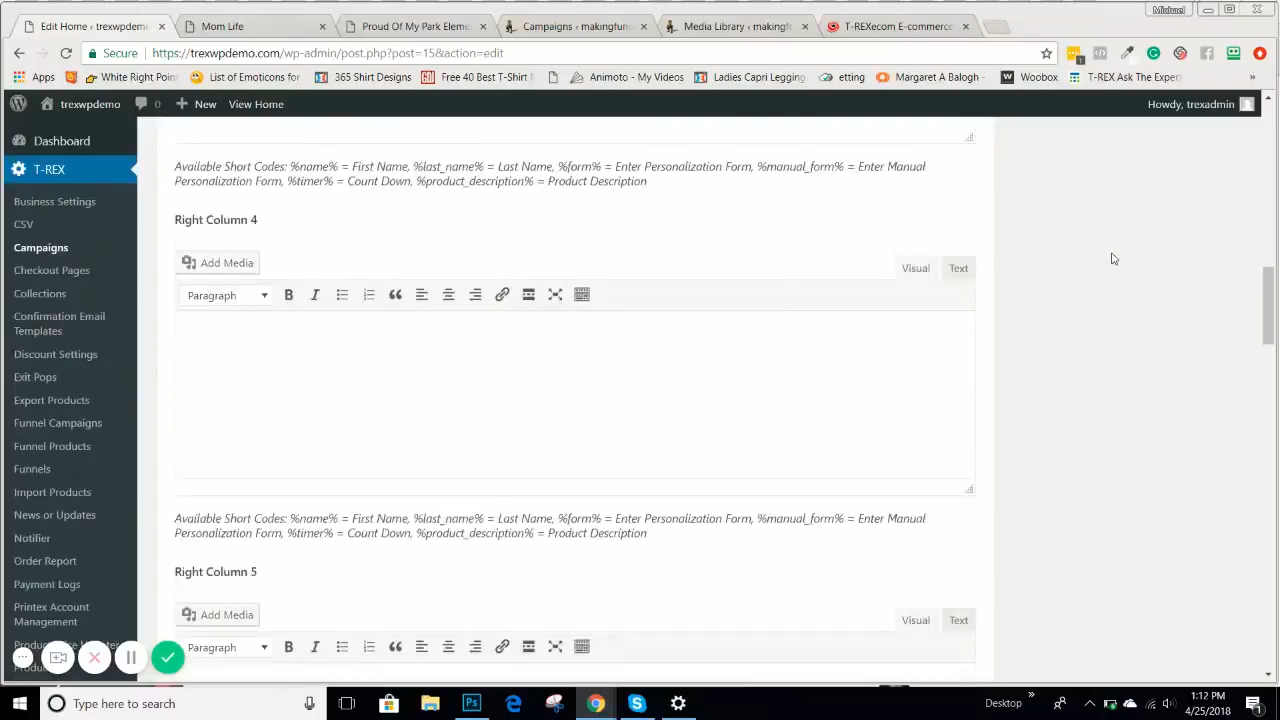 Michael
Edit Home ‹ trexwpdemo
Mom Life
Proud Of My Park Eleme
Campaigns ‹ makingfun
Media Library ‹ makingf
T-REXecom E-commerce
Secure
https://trexwpdemo.com/wp-admin/post.php?post=15&action=edit
Apps
White Right Poin
List of Emoticons for
365 Shirt Designs
Free 40 Best T-Shirt
Animoto - My Videos
Ladies Capri Legging
etting
Margaret A Balogh -
Woobox
T-REX Ask The Exper
»
trexwpdemo
0
New
View Home
Howdy, trexadmin
Dashboard
T-REX
Business Settings
CSV
Campaigns
Checkout Pages
Collections
Confirmation Email
Templates
Discount Settings
Exit Pops
Export Products
Funnel Campaigns
Funnel Products
Funnels
Import Products
News or Updates
Notifier
Order Report
Payment Logs
Printex Account
Management
Available Short Codes: %name% = First Name, %last_name% = Last Name, %form% = Enter Personalization Form, %manual_form% = Enter Manual
Personalization Form, %timer% = Count Down, %product_description% = Product Description
Right Column 4
Add Media
Visual
Text
Paragraph
B
I
Available Short Codes: %name% = First Name, %last_name% = Last Name, %form% = Enter Personalization Form, %manual_form% = Enter Manual
Personalization Form, %timer% = Count Down, %product_description% = Product Description
Right Column 5
Add Media
Visual
Text
Paragraph
B
I
Type here to search
Ps
Desktop
»
1:12 PM
4/25/2018